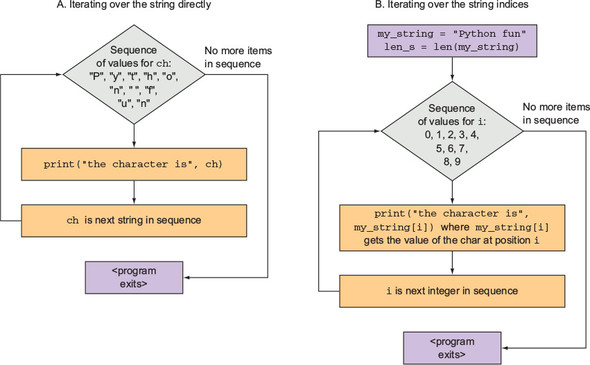 A. Iterating over the string directly
Sequence
of values for ch:
"P", "y", "t", "h", "o",
"n", " ", "f",
"u", "n"
No more items
in sequence
print("the character is", ch)
ch is next string in sequence
<program
exits>
B. Iterating over the string indices
my_string = "Python fun"
len_s = len(my_string)
Sequence
of values for i:
0, 1, 2, 3, 4,
5, 6, 7,
8, 9
No more items
in sequence
print("the character is",
my_string[i]) where my_string[i]
gets the value of the char at position i
i is next integer in sequence
<program
exits>